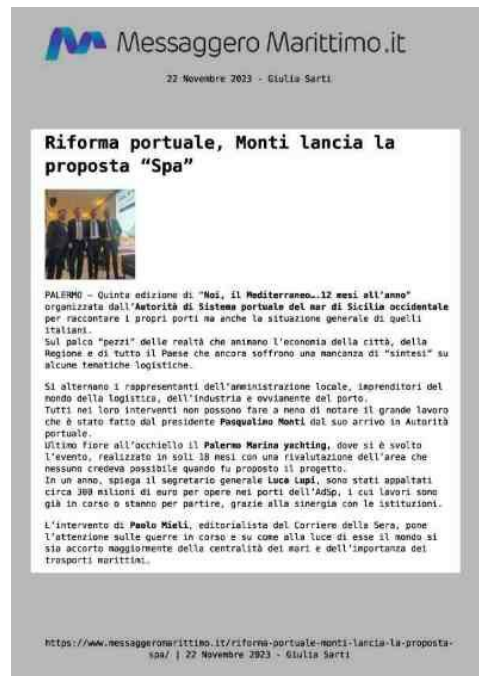 Messaggero Marittimo.it
22 Novembre 2023 - Giulia Sarti
Riforma portuale, Monti lancia la
proposta “Spa”
PALERMO – Quinta edizione di “Noi, il Mediterraneo….12 mesi all’anno”
organizzata dall’Autorità di Sistema portuale del mar di Sicilia occidentale
per raccontare i propri porti ma anche la situazione generale di quelli
italiani.
Sul palco “pezzi” delle realtà che animano l’economia della città, della
Regione e di tutto il Paese che ancora soffrono una mancanza di “sintesi” su
alcune tematiche logistiche.
Si alternano i rappresentanti dell’amministrazione locale, imprenditori del
mondo della logistica, dell’industria e ovviamente del porto.
Tutti nei loro interventi non possono fare a meno di notare il grande lavoro
che è stato fatto dal presidente Pasqualino Monti dal suo arrivo in Autorità
portuale.
Ultimo fiore all’occhiello il Palermo Marina yachting, dove si è svolto
l’evento, realizzato in soli 18 mesi con una rivalutazione dell’area che
nessuno credeva possibile quando fu proposto il progetto.
In un anno, spiega il segretario generale Luca Lupi, sono stati appaltati
circa 300 milioni di euro per opere nei porti dell’AdSp, i cui lavori sono
già in corso o stanno per partire, grazie alla sinergia con le istituzioni.
L’intervento di Paolo Mieli, editorialista del Corriere della Sera, pone
l’attenzione sulle guerre in corso e su come alla luce di esse il mondo si
sia accorto maggiormente della centralità dei mari e dell’importanza dei
trasporti marittimi.
https://www.messaggeromarittimo.it/riforma-portuale-monti-lancia-la-proposta-
spa/ | 22 Novembre 2023 - Giulia Sarti